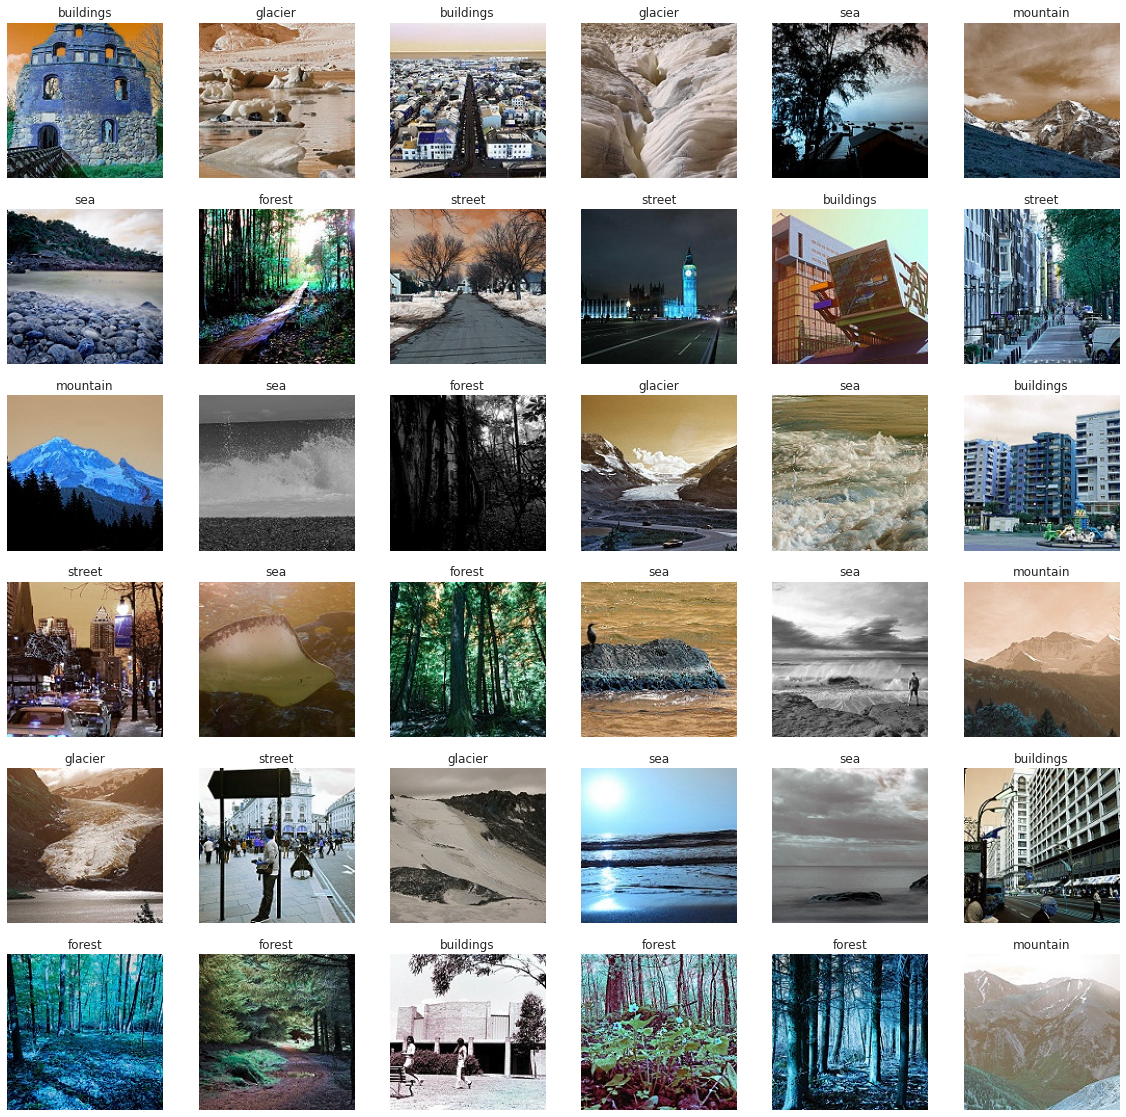 buildings glacier buildings glacier sea mountain
sea forest street street buildings street
mountain sea forest glacier sea buildings
street sea forest sea sea mountain
glacier street glacier sea sea buildings
forest forest buildings forest forest mountain